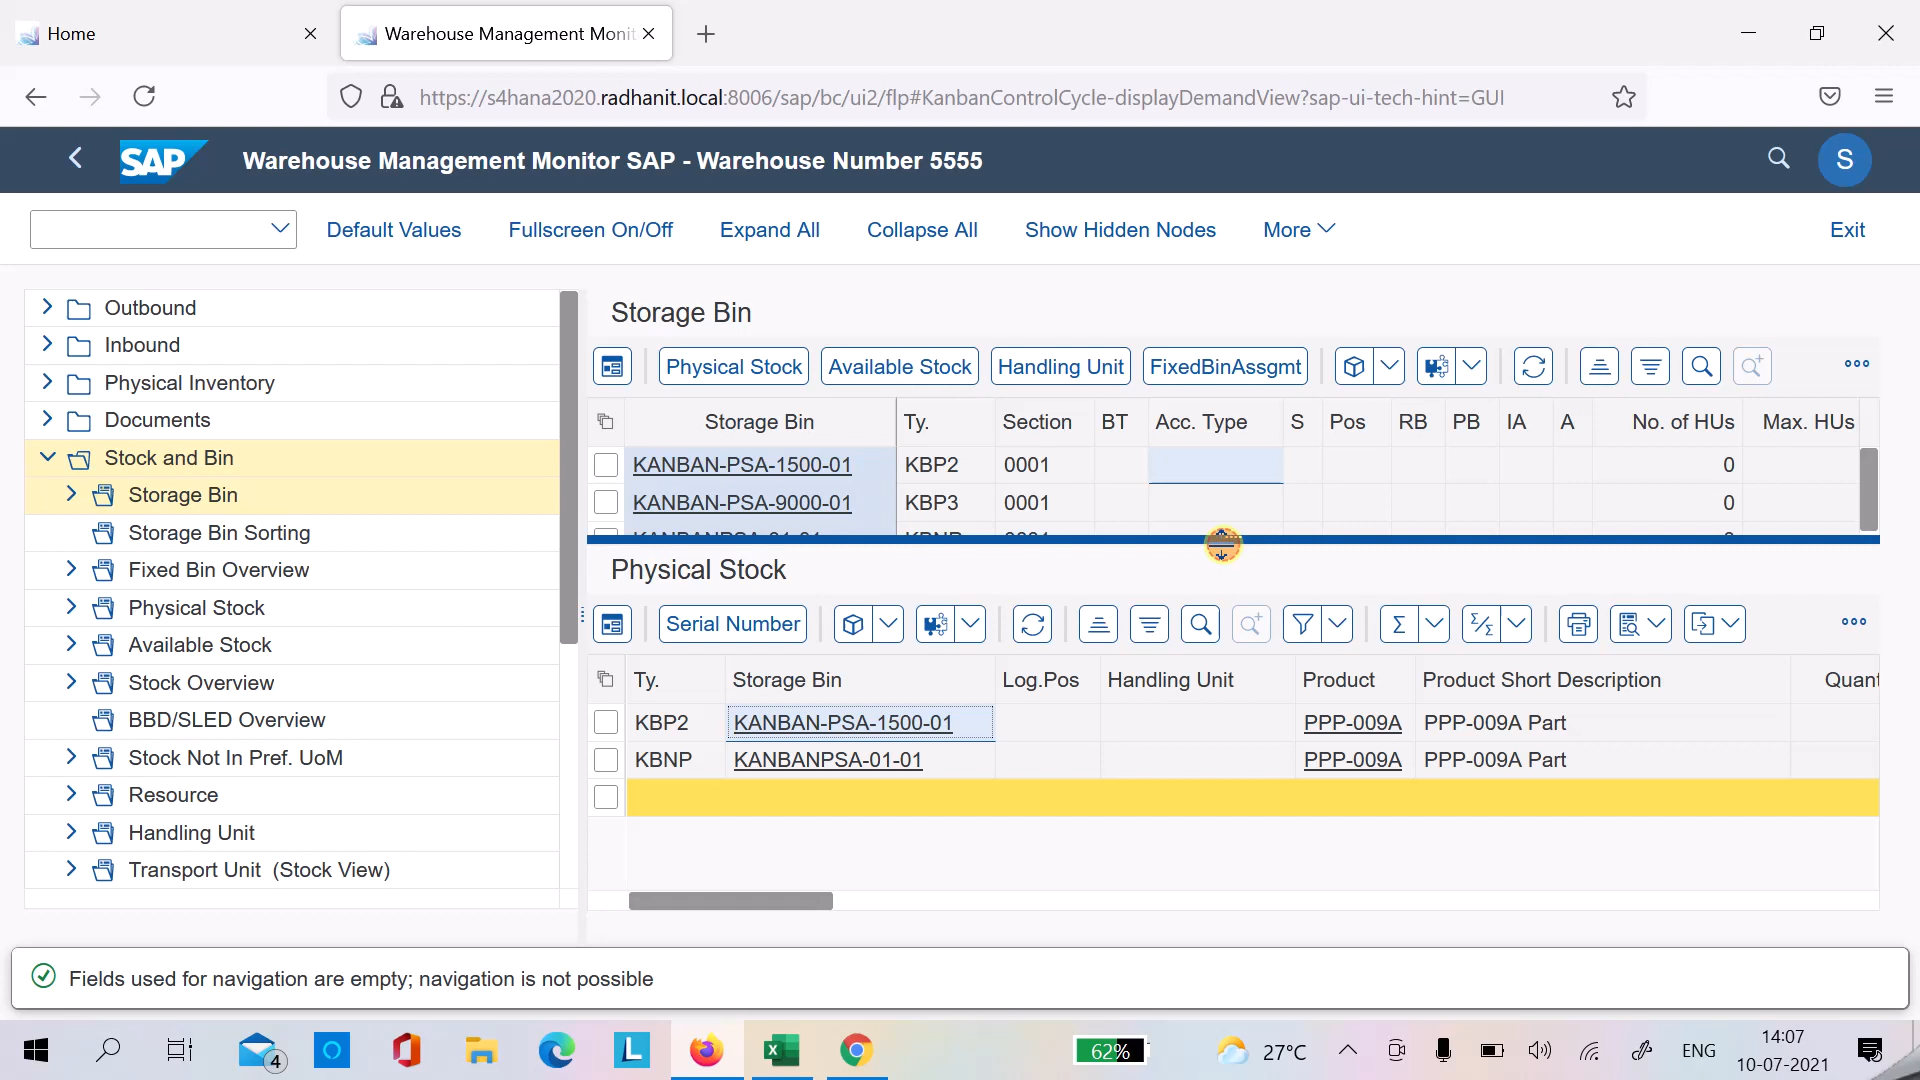 Home
Warehouse Management Monit
https://s4hana2020.radhanit.local:8006/sap/bc/ui2/flp#KanbanControlCycle-displayDemandView?sap-ui-tech-hint=GUI
SAP Warehouse Management Monitor SAP - Warehouse Number 5555 S
Default Values Fullscreen On/Off Expand All Collapse All Show Hidden Nodes More Exit
Outbound
Inbound
Physical Inventory
Documents
Stock and Bin
Storage Bin
Storage Bin Sorting
Fixed Bin Overview
Physical Stock
Available Stock
Stock Overview
BBD/SLED Overview
Stock Not In Pref. UoM
Resource
Handling Unit
Transport Unit (Stock View)
Storage Bin
Physical Stock Available Stock Handling Unit FixedBinAssgmt
Storage Bin Ty. Section BT Acc. Type S Pos RB PB IA A No. of HUs Max. HUs
KANBAN-PSA-1500-01 KBP2 0001 0
KANBAN-PSA-9000-01 KBP3 0001 0
Physical Stock
Serial Number
Ty. Storage Bin Log.Pos Handling Unit Product Product Short Description Quant
KBP2 KANBAN-PSA-1500-01 PPP-009A PPP-009A Part
KBNP KANBANPSA-01-01 PPP-009A PPP-009A Part
Fields used for navigation are empty; navigation is not possible
4
L
62%
27°C
ENG
14:07
10-07-2021